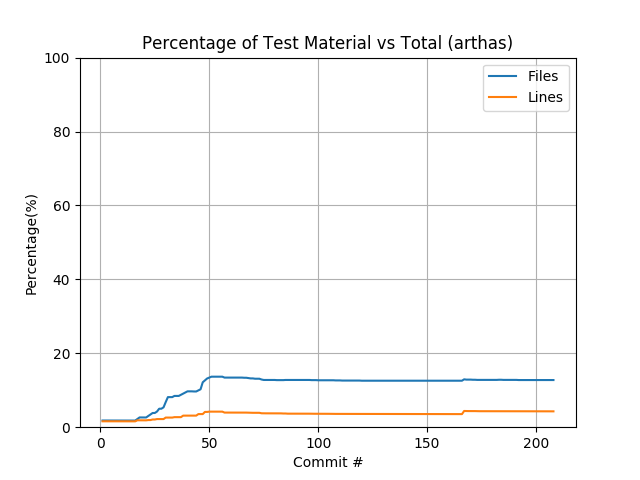 Percentage of Test Material vs Total (arthas)
Files
Lines
100
80
60
40
20
0
Percentage(%)
0 50 100 150 200
Commit #